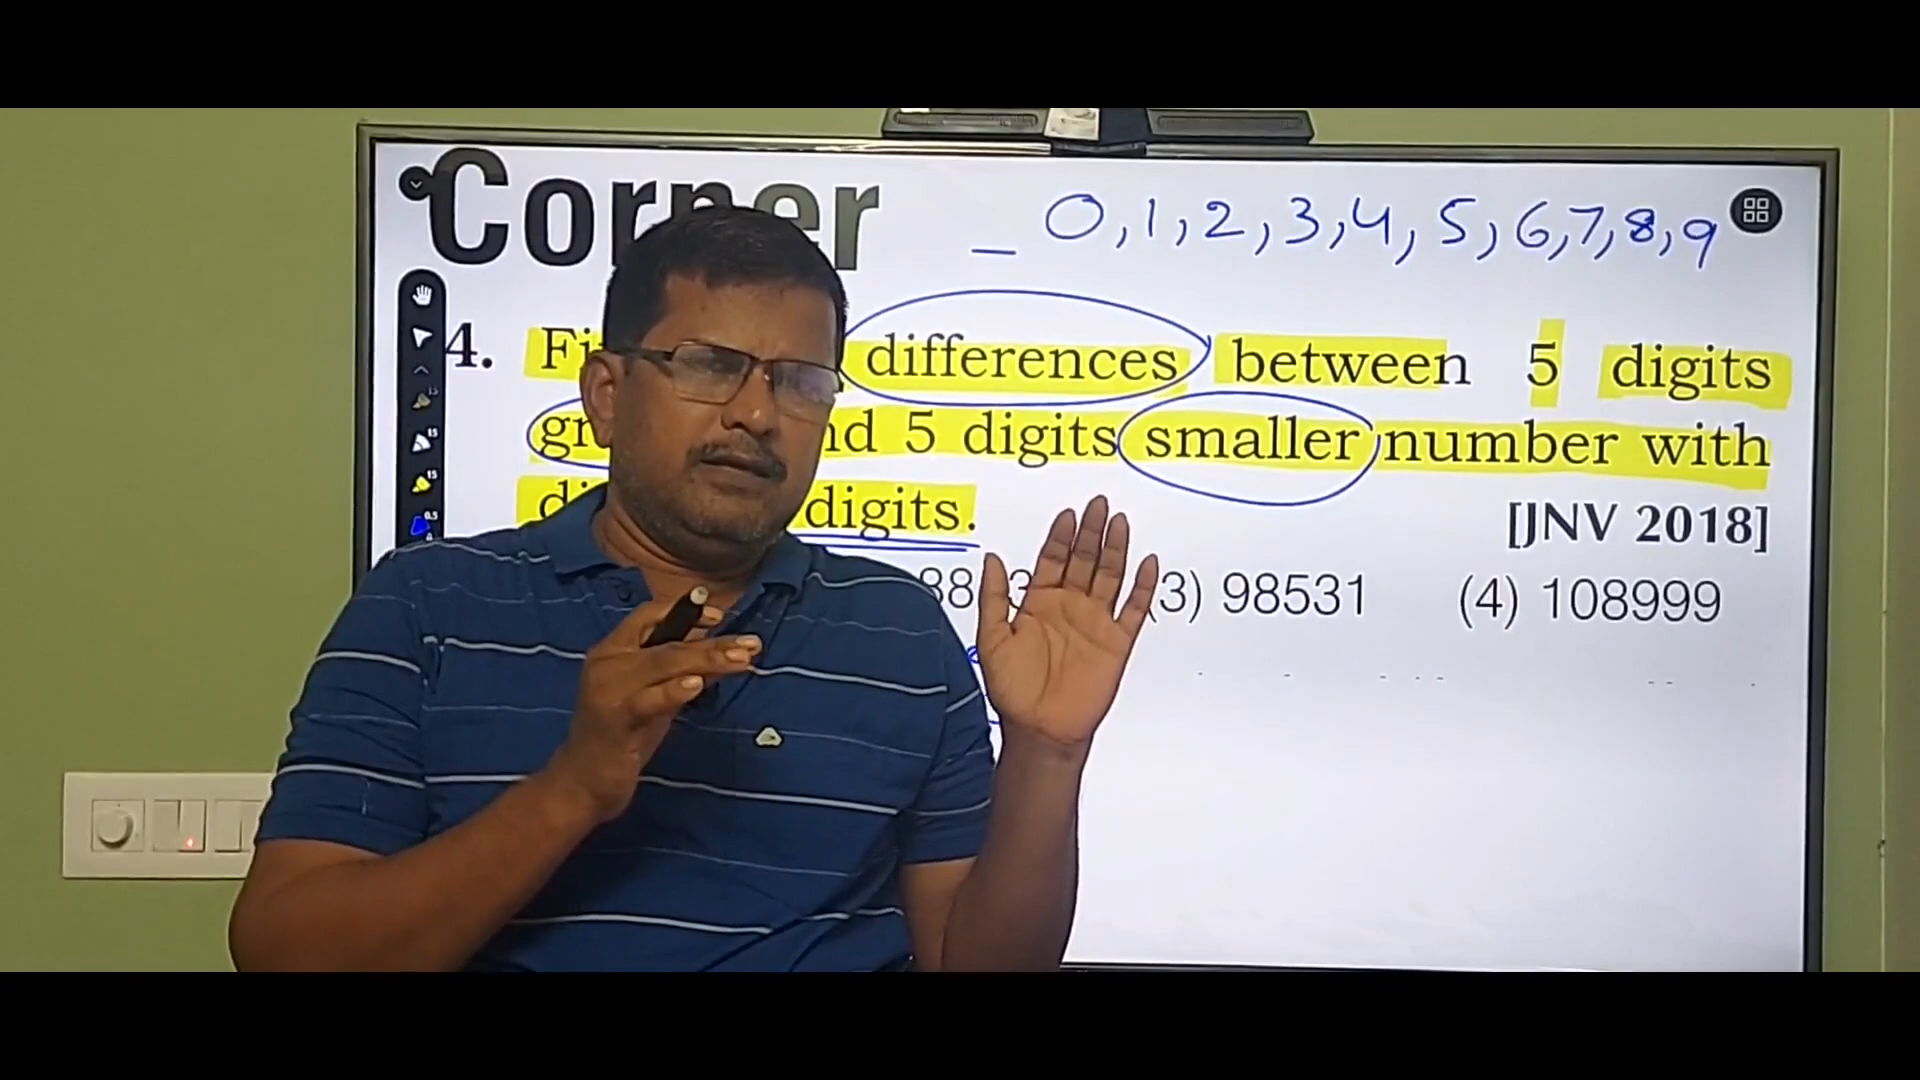 Corner
_ 0, 1, 2, 3, 4, 5, 6, 7, 8, 9
4. differences between 5 digits
5 digits smaller number with
digits.
[JNV 2018]
(3) 98531 (4) 108999